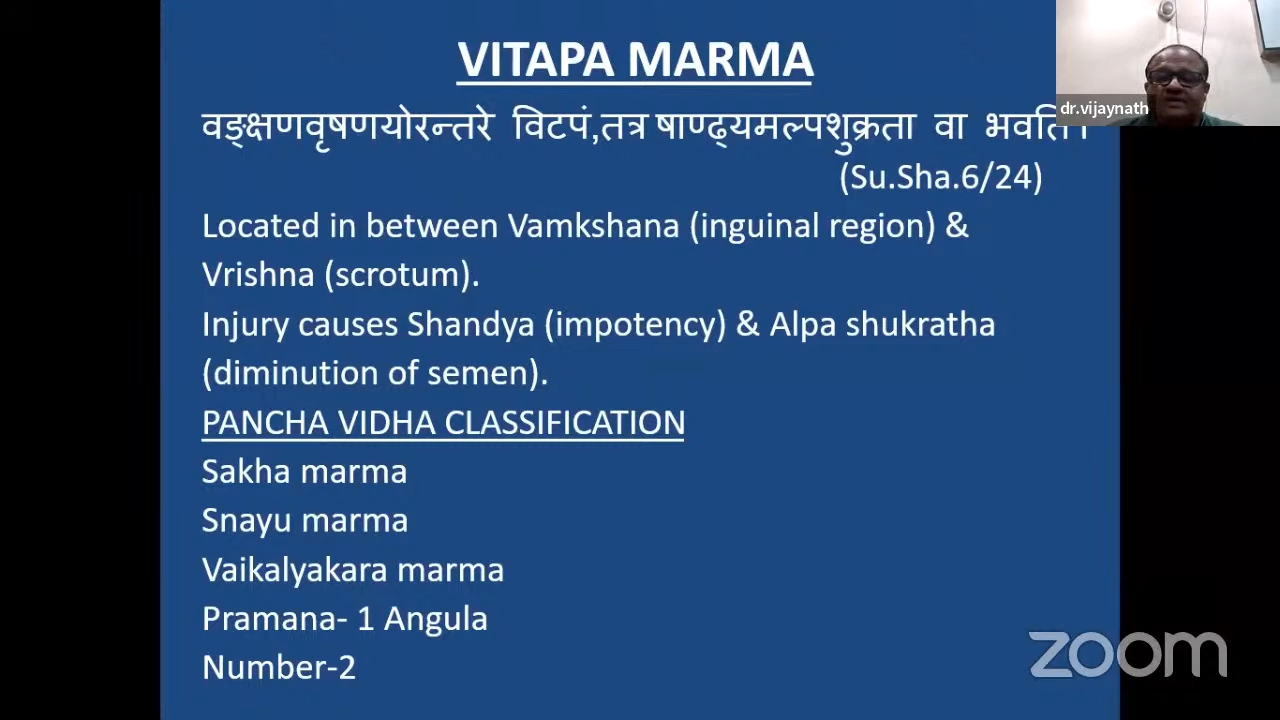 VITAPA MARMA
dr.vijaynath
वङ्क्षणवृषणयोरन्तरे विटपं,तत्र षाण्ढ्यमल्पशुक्रता वा भवति।
(Su.Sha.6/24)
Located in between Vamkshana (inguinal region) &
Vrishna (scrotum).
Injury causes Shandya (impotency) & Alpa shukratha
(diminution of semen).
PANCHA VIDHA CLASSIFICATION
Sakha marma
Snayu marma
Vaikalyakara marma
Pramana- 1 Angula
Number-2
zoom